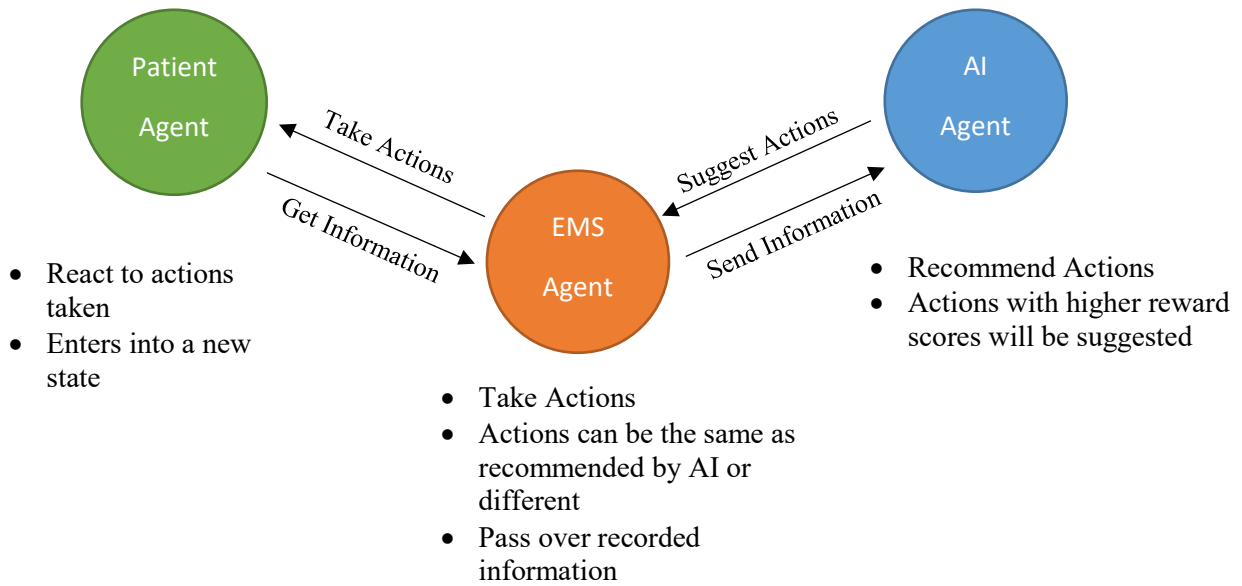 Patient
Agent
AI
Agent
Take Actions
Get Information
Suggest Actions
Send Information
EMS
Agent
• React to actions
taken
• Enters into a new
state
• Recommend Actions
• Actions with higher reward
scores will be suggested
• Take Actions
• Actions can be the same as
recommended by AI or
different
• Pass over recorded
information